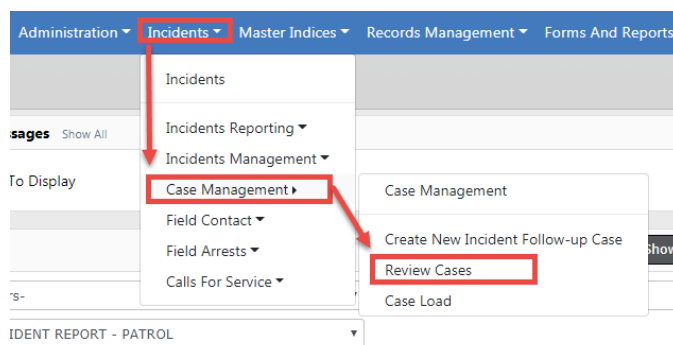 Administration Incidents Master Indices Records Management Forms And Reports
Incidents
Show All
Incidents Reporting
Incidents Management
To Display
Case Management Case Management
Field Contact
Create New Incident Follow-up Case
Field Arrests
Review Cases
Calls For Service
Case Load
REPORT - PATROL